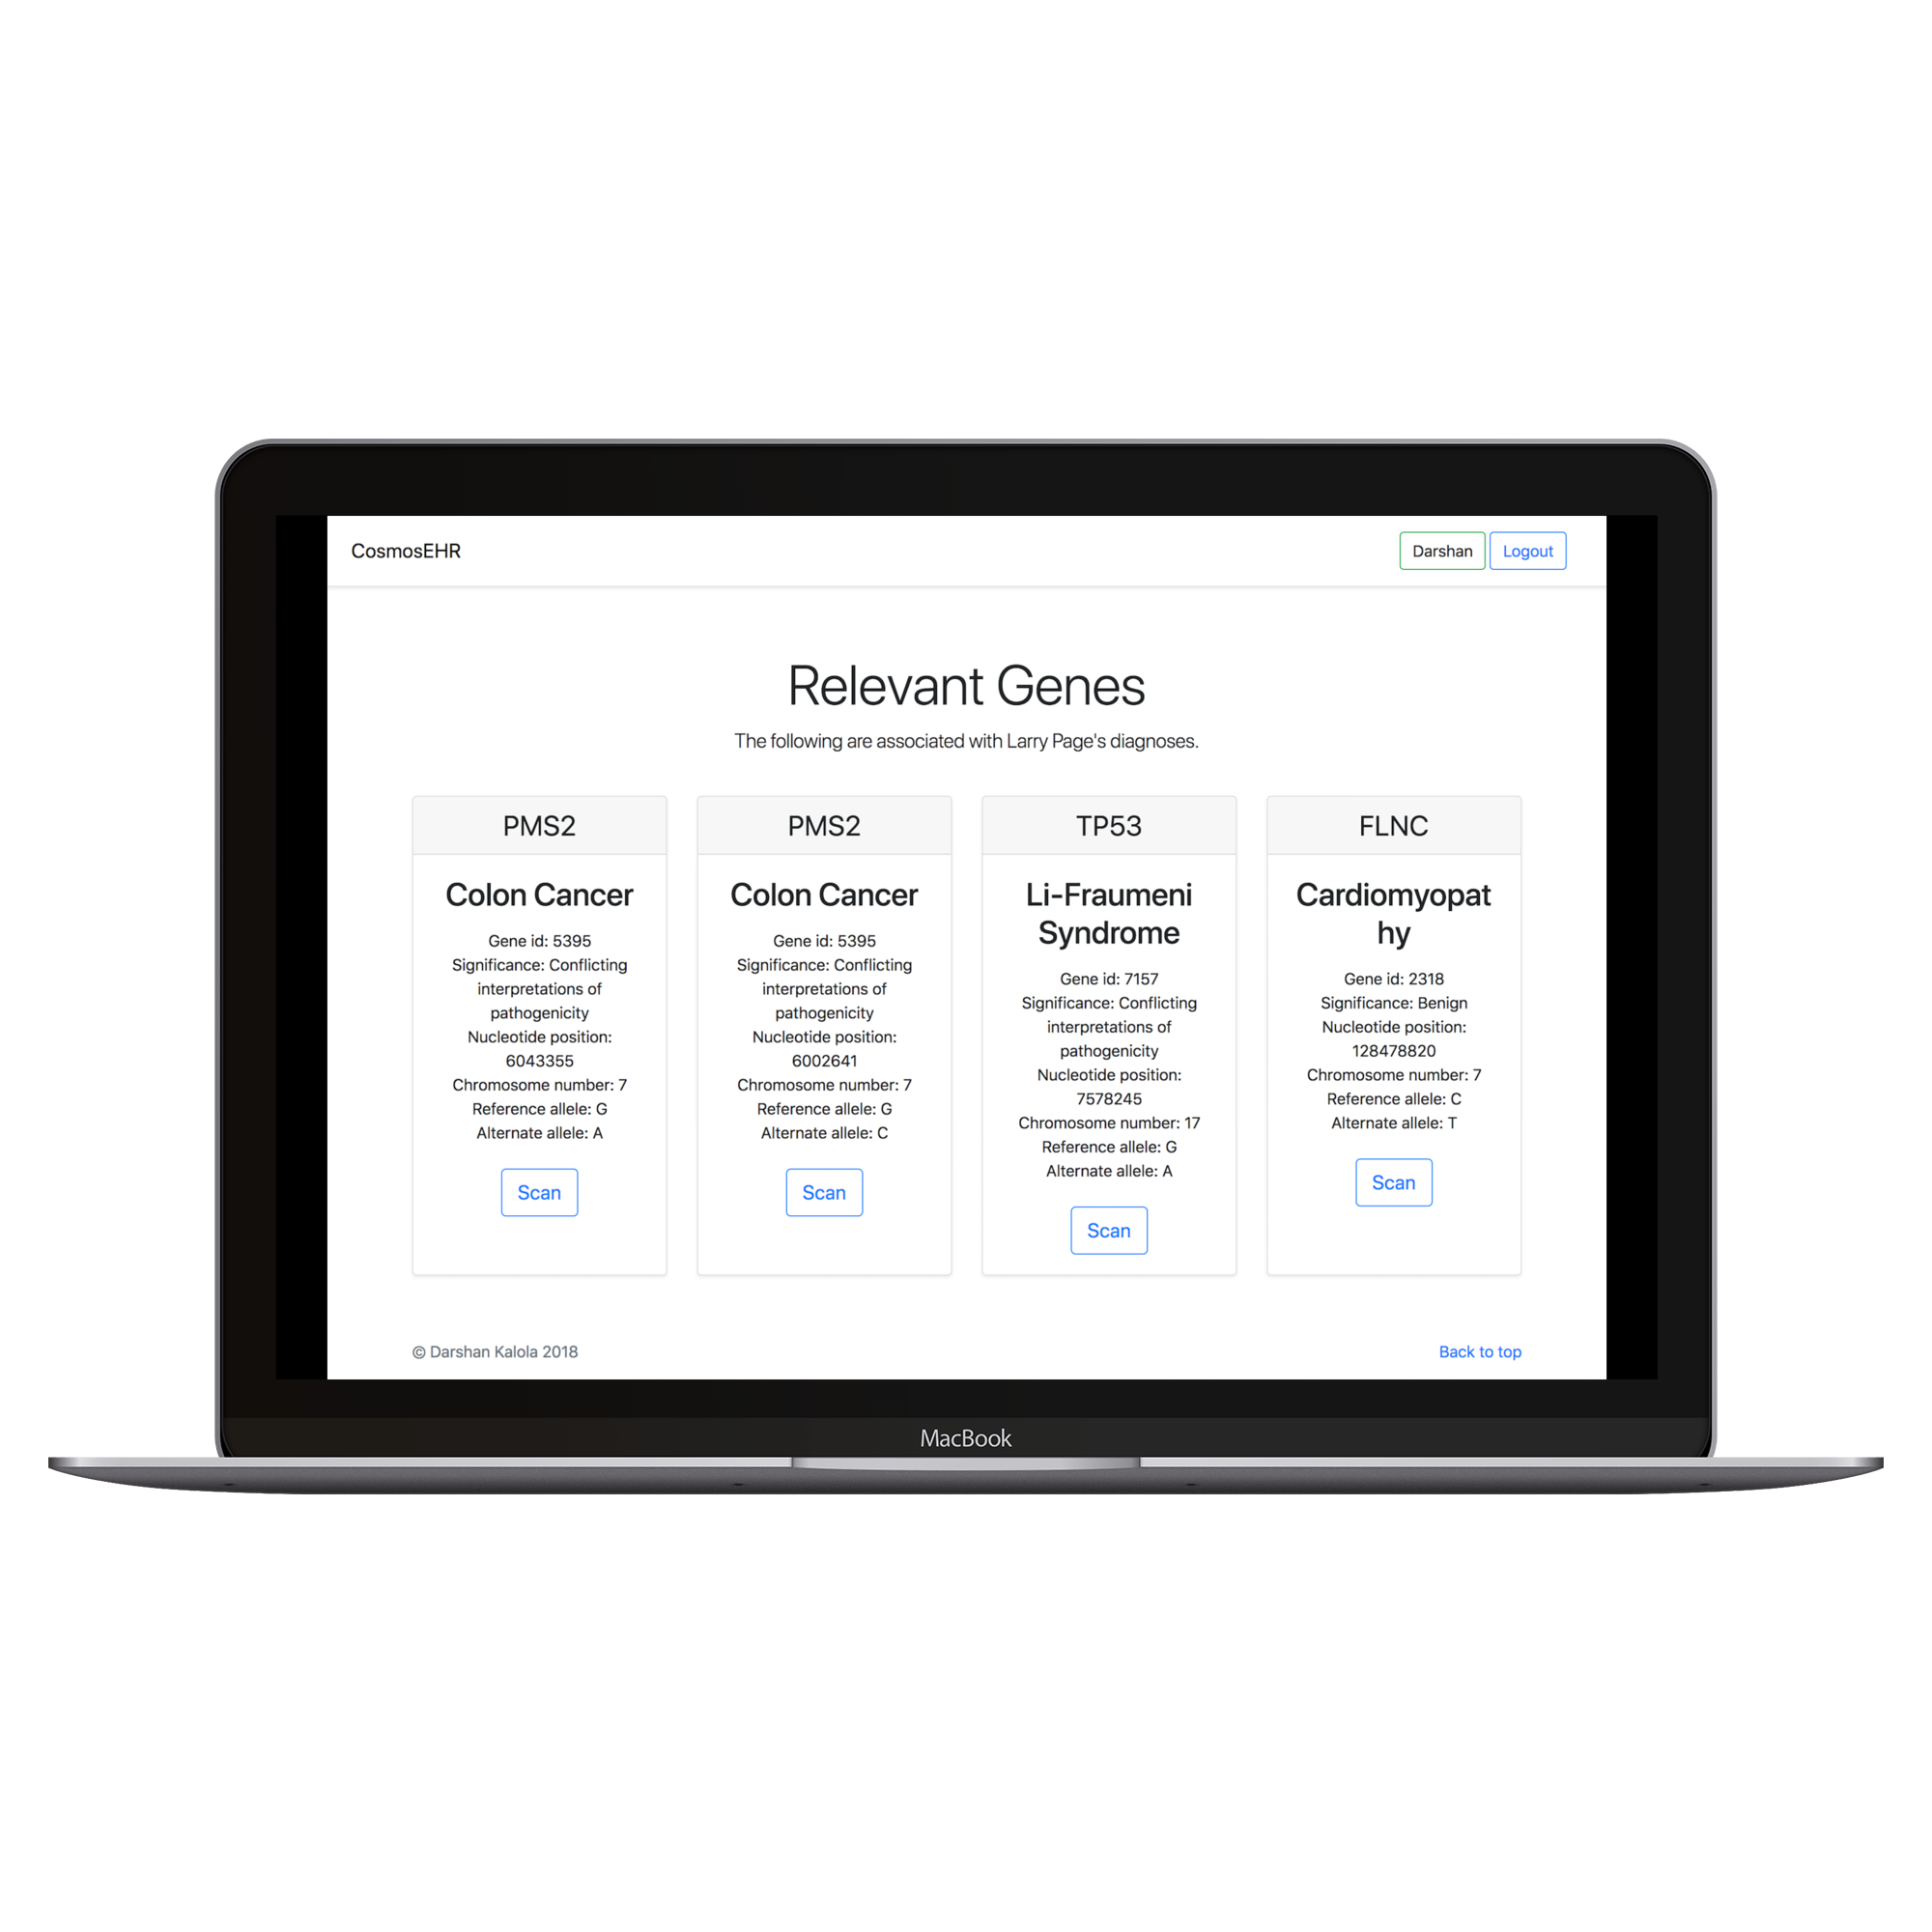 CosmosEHR
Darshan
Logout
Relevant Genes
The following are associated with Larry Page's diagnoses.
PMS2
Colon Cancer
Gene id: 5395
Significance: Conflicting
interpretations of
pathogenicity
Nucleotide position:
6043355
Chromosome number: 7
Reference allele: G
Alternate allele: A
Scan
PMS2
Colon Cancer
Gene id: 5395
Significance: Conflicting
interpretations of
pathogenicity
Nucleotide position:
6002641
Chromosome number: 7
Reference allele: G
Alternate allele: C
Scan
TP53
Li-Fraumeni
Syndrome
Gene id: 7157
Significance: Conflicting
interpretations of
pathogenicity
Nucleotide position:
7578245
Chromosome number: 17
Reference allele: G
Alternate allele: A
Scan
FLNC
Cardiomyopat
hy
Gene id: 2318
Significance: Benign
Nucleotide position:
128478820
Chromosome number: 7
Reference allele: C
Alternate allele: T
Scan
© Darshan Kalola 2018
Back to top
MacBook